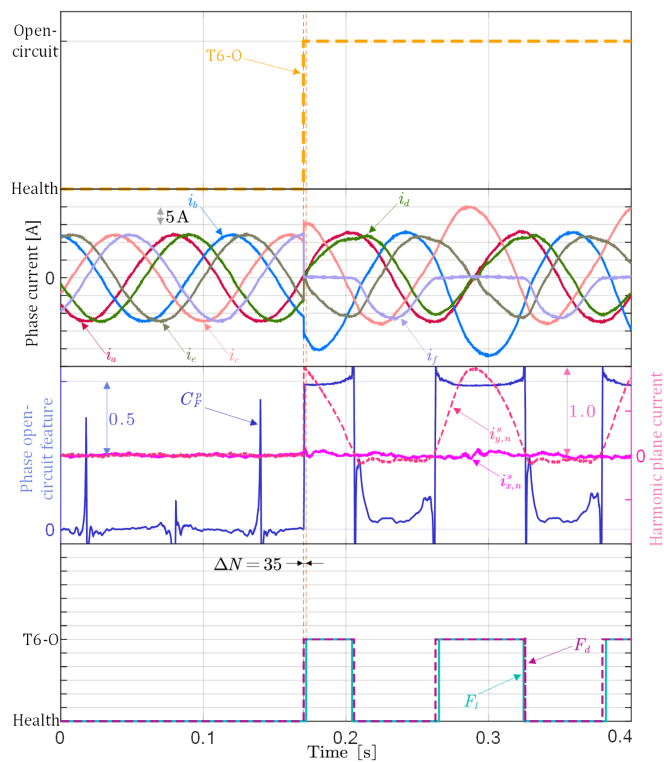 Open-
circuit
T6-O
Health
Phase current [A]
5 A
0
i_b
i_d
i_a
i_e
i_c
i_f
Phase open-
circuit feature
C_F^p
0.5
1.0
i_{y,n}^s
i_{x,n}^s
0
0
Harmonic plane current
ΔN = 35
T6-O
F_d
F_l
Health
0
0.1
0.2
0.3
0.4
Time [s]